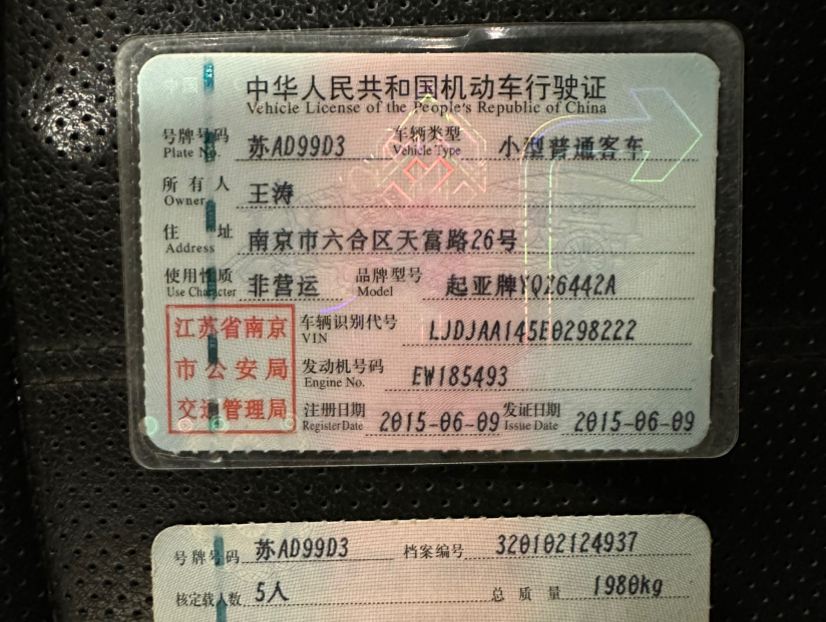 中国
中华人民共和国机动车行驶证
Vehicle License of the People's Republic of China
号牌号码 苏AD99D3 车辆类型 小型普通客车
Plate No. Vehicle Type
所有人 王涛
Owner
住址 南京市六合区天富路26号
Address
使用性质 非营运 品牌型号 起亚牌YQZ6442A
Use Character Model
江苏省南京
市公安局
交通管理局
车辆识别代号 LJDJAA145E0298222
VIN
发动机号码 EW185493
Engine No.
注册日期 2015-06-09 发证日期 2015-06-09
Register Date Issue Date
号牌号码 苏AD99D3 档案编号 320102124937
核定载人数 5人 总质量 1980kg